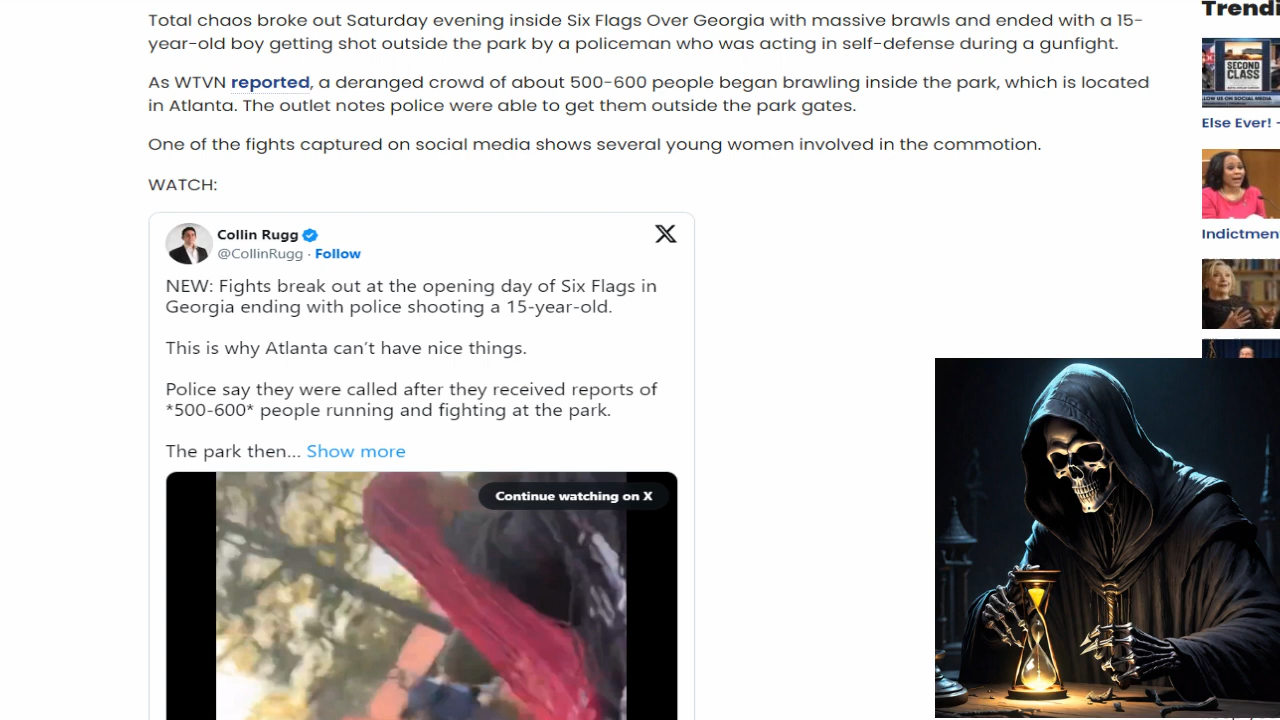 Total chaos broke out Saturday evening inside Six Flags Over Georgia with massive brawls and ended with a 15-
year-old boy getting shot outside the park by a policeman who was acting in self-defense during a gunfight.
As WTVN reported, a deranged crowd of about 500-600 people began brawling inside the park, which is located
in Atlanta. The outlet notes police were able to get them outside the park gates.
One of the fights captured on social media shows several young women involved in the commotion.
WATCH:
Collin Rugg
@CollinRugg · Follow
X
NEW: Fights break out at the opening day of Six Flags in
Georgia ending with police shooting a 15-year-old.
This is why Atlanta can't have nice things.
Police say they were called after they received reports of
*500-600* people running and fighting at the park.
The park then... Show more
Continue watching on X
Trendi
SECOND
CLASS
LOW US ON SOCIAL MEDIA
Else Ever! -
Indictmen